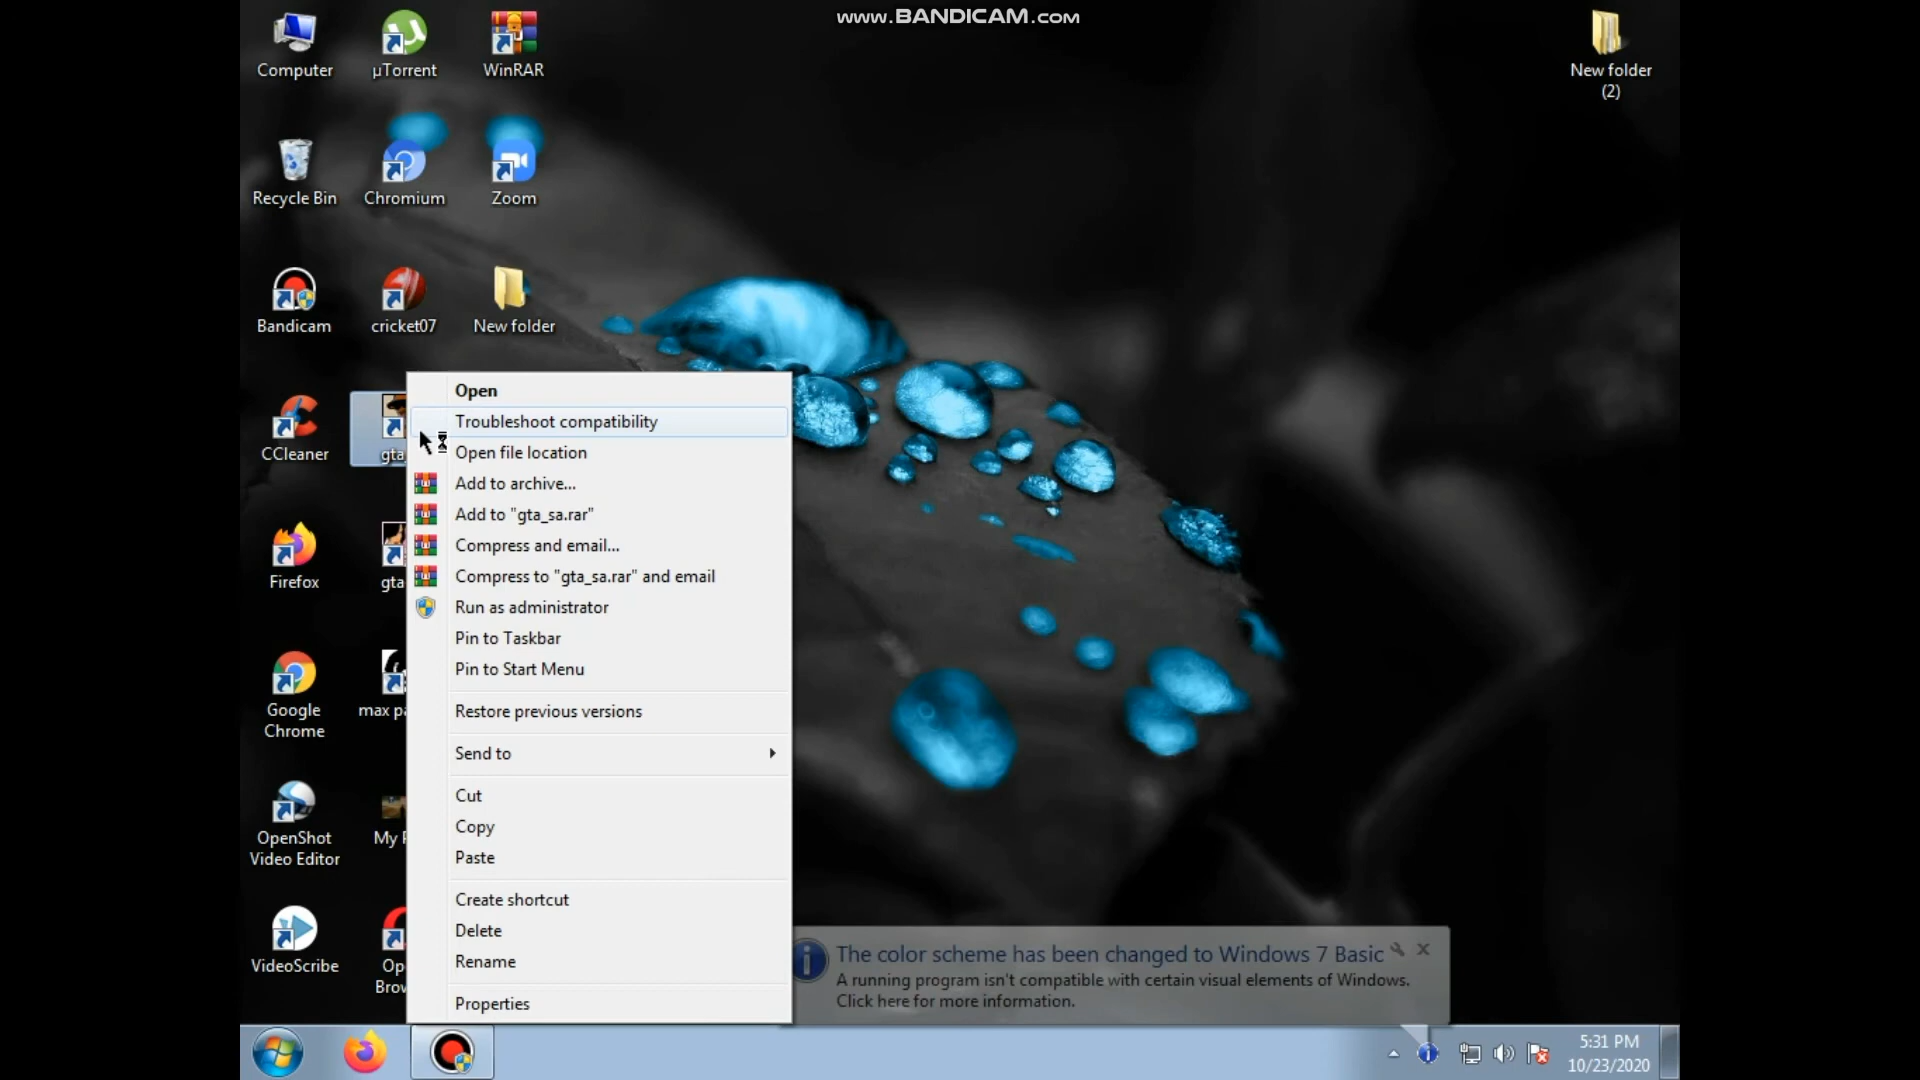 www.BANDICAM.com
Computer
µTorrent
WinRAR
New folder
(2)
Recycle Bin
Chromium
Zoom
Bandicam
cricket07
New folder
CCleaner
gta
Firefox
gta
Google
Chrome
max pa
OpenShot
Video Editor
My
VideoScribe
Op
Brow
Open
Troubleshoot compatibility
Open file location
Add to archive...
Add to "gta_sa.rar"
Compress and email...
Compress to "gta_sa.rar" and email
Run as administrator
Pin to Taskbar
Pin to Start Menu
Restore previous versions
Send to
Cut
Copy
Paste
Create shortcut
Delete
Rename
Properties
The color scheme has been changed to Windows 7 Basic
A running program isn't compatible with certain visual elements of Windows.
Click here for more information.
5:31 PM
10/23/2020